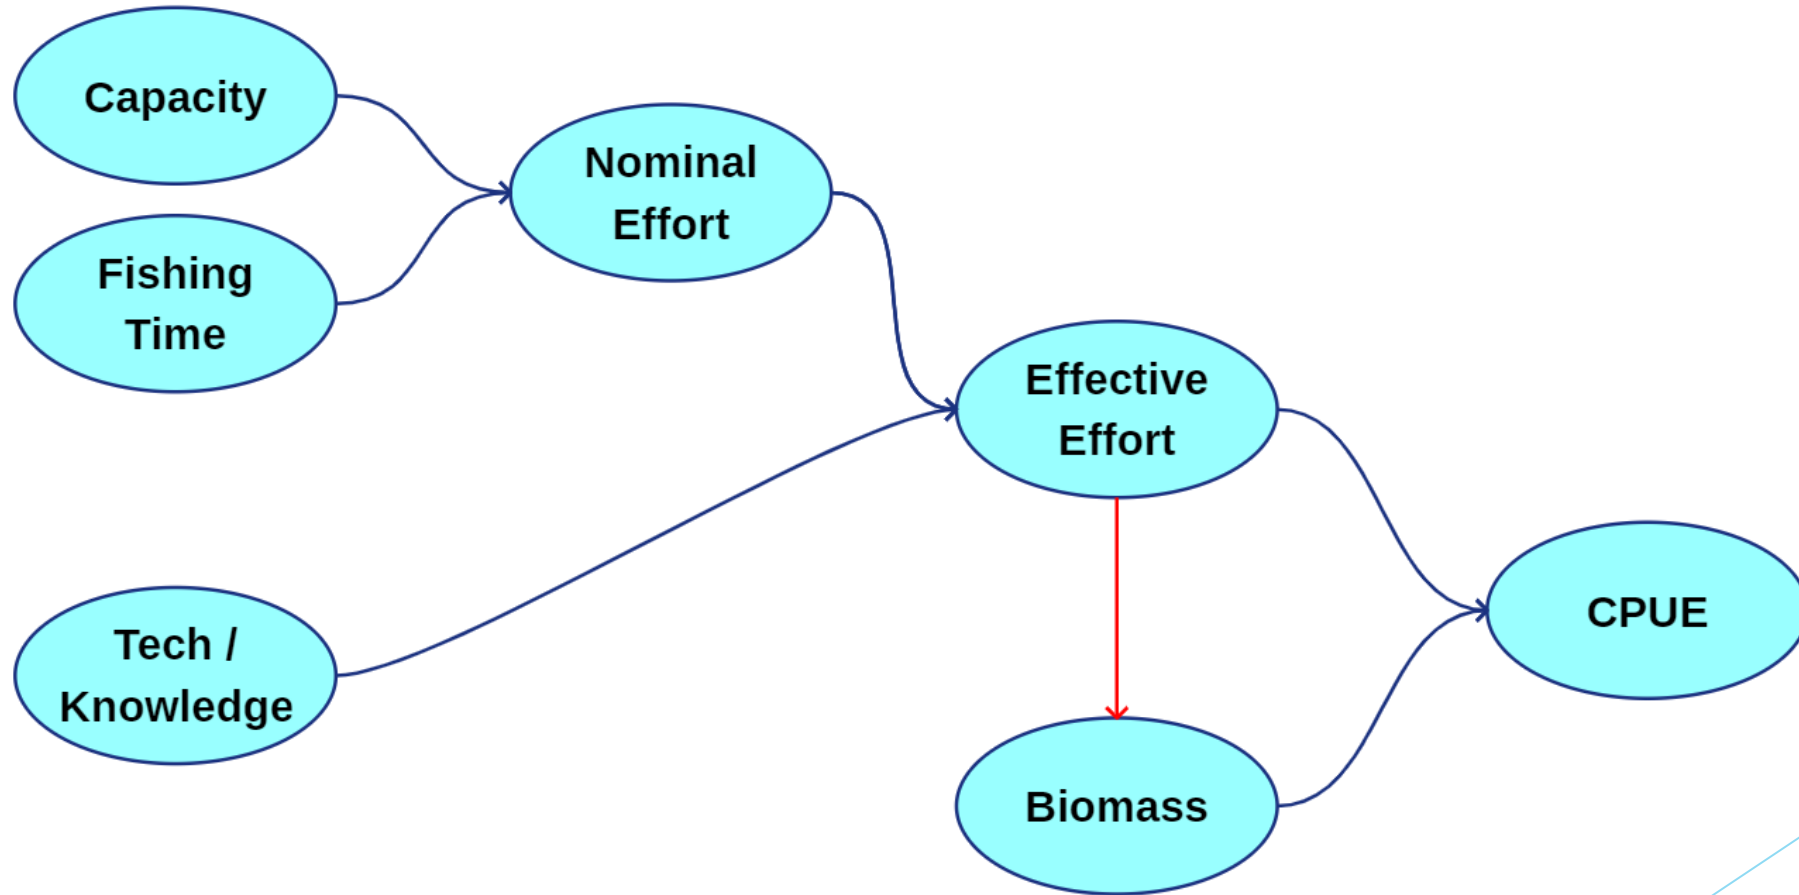 Capacity
Nominal
Effort
Fishing
Time
Effective
Effort
CPUE
Tech /
Knowledge
Biomass